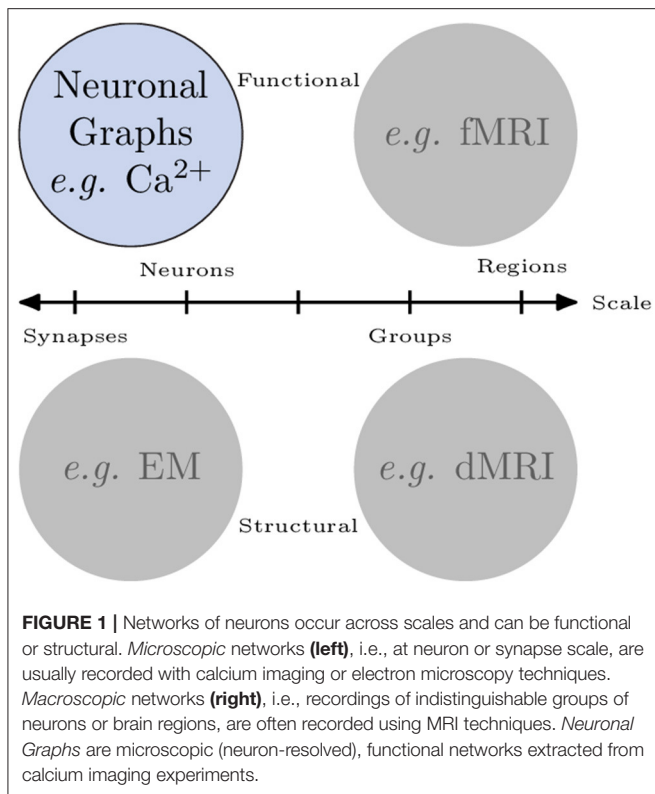 Neuronal
Graphs
e.g. Ca²⁺
Functional
e.g. fMRI
Neurons
Regions
Scale
Synapses
Groups
e.g. EM
e.g. dMRI
Structural
FIGURE 1 | Networks of neurons occur across scales and can be functional
or structural. Microscopic networks (left), i.e., at neuron or synapse scale, are
usually recorded with calcium imaging or electron microscopy techniques.
Macroscopic networks (right), i.e., recordings of indistinguishable groups of
neurons or brain regions, are often recorded using MRI techniques. Neuronal
Graphs are microscopic (neuron-resolved), functional networks extracted from
calcium imaging experiments.